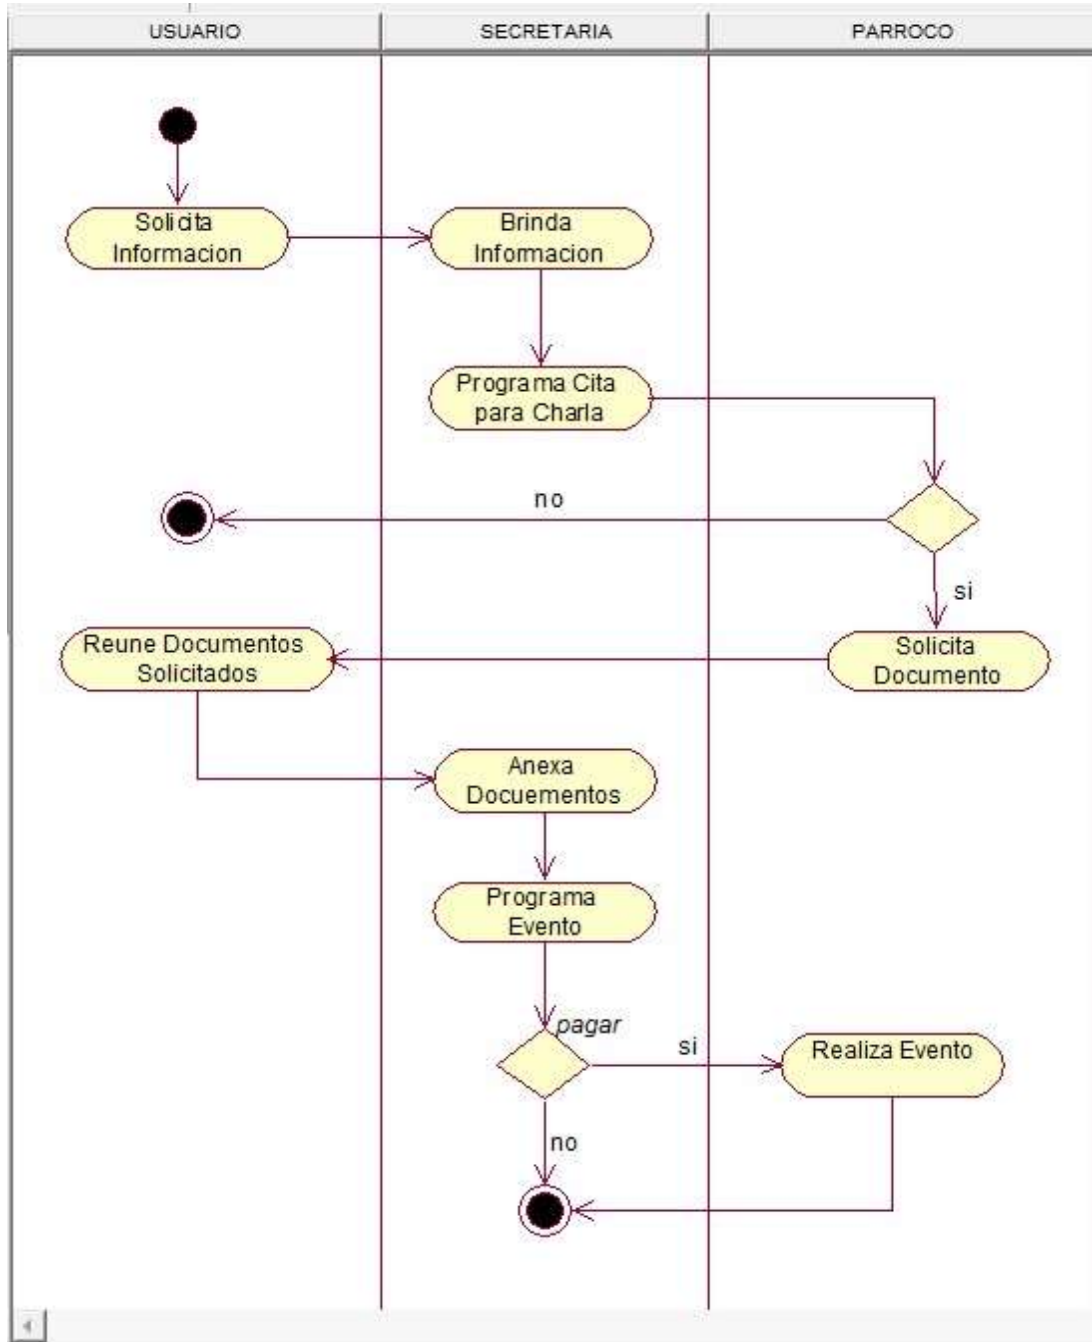 USUARIO
SECRETARIA
PARROCO
Solicita
Informacion
Brinda
Informacion
Programa Cita
para Charla
no
si
Reune Documentos
Solicitados
Solicita
Documento
Anexa
Docuementos
Programa
Evento
pagar
si
Realiza Evento
no